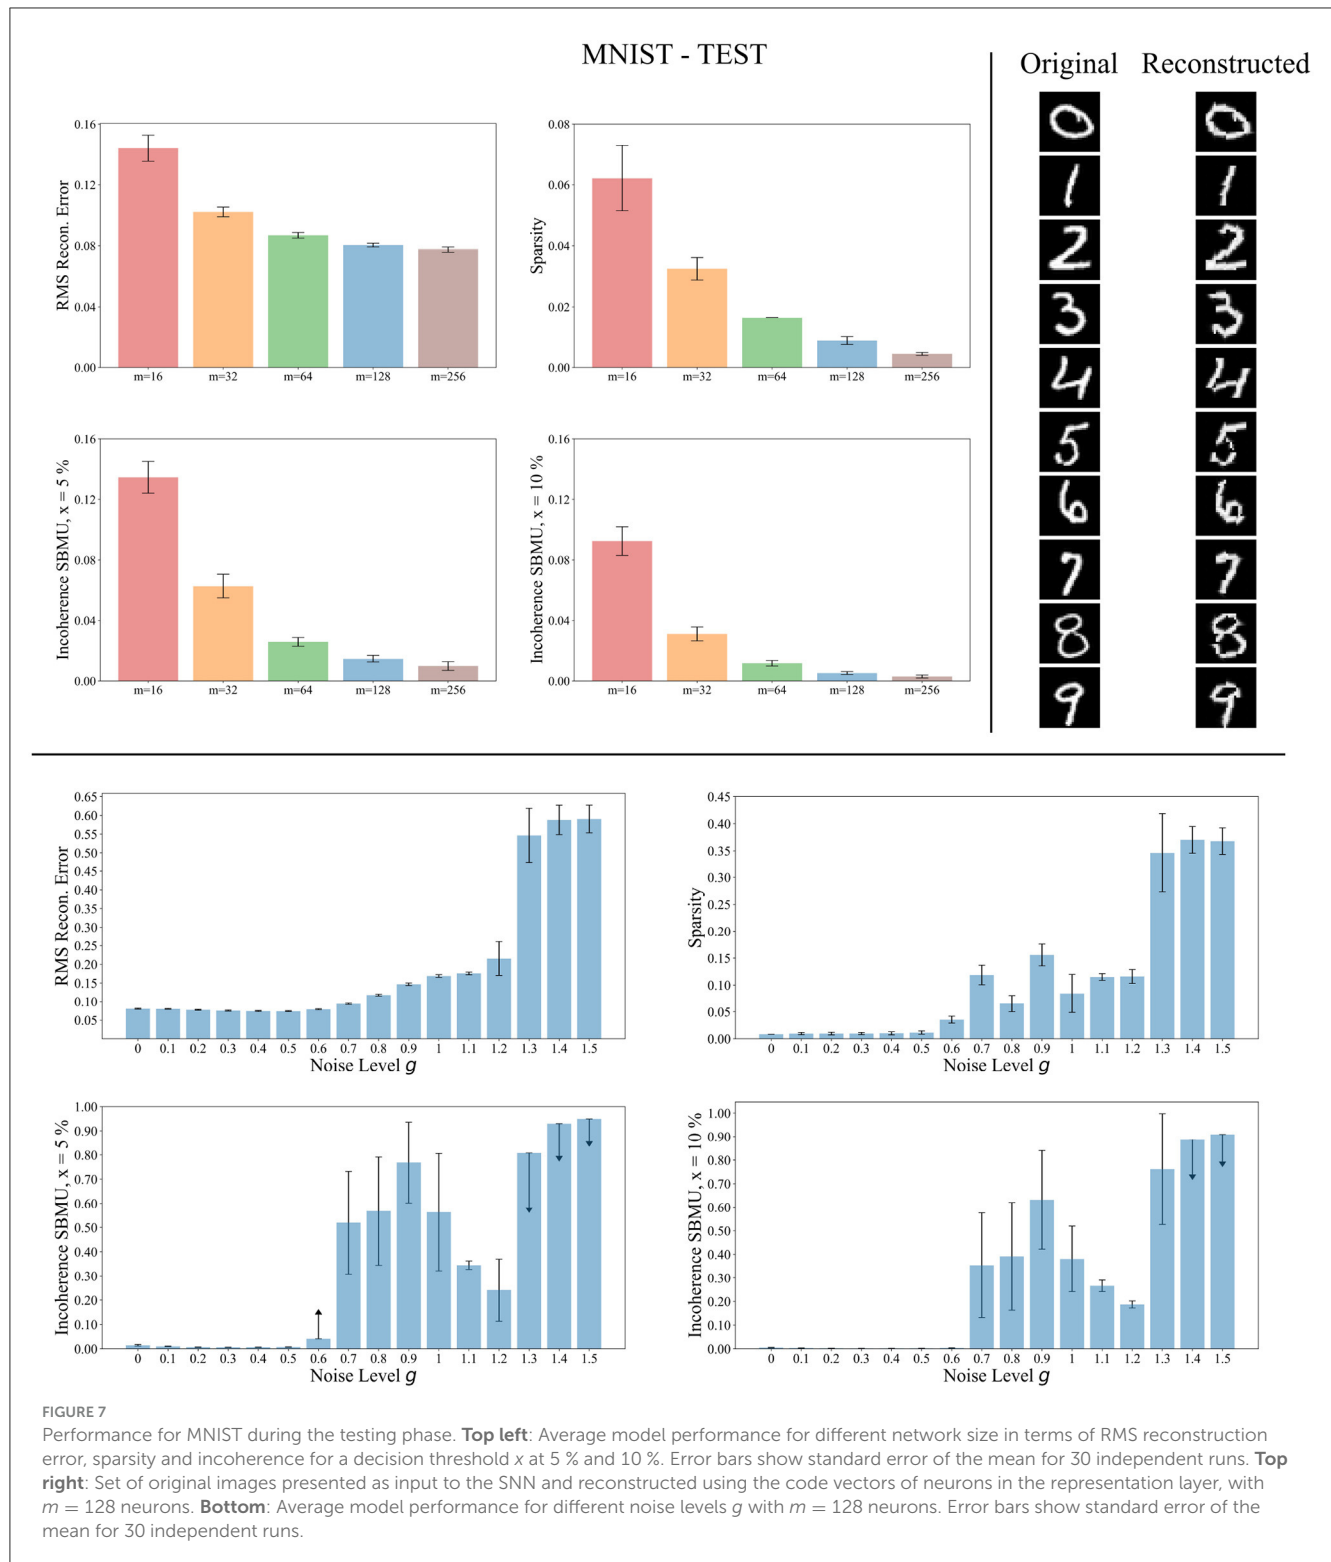 MNIST - TEST
Original Reconstructed
RMS Recon. Error
0.16
0.12
0.08
0.04
0.00
m=16 m=32 m=64 m=128 m=256
Sparsity
0.08
0.06
0.04
0.02
0.00
m=16 m=32 m=64 m=128 m=256
Incoherence SBMU, x = 5 %
0.16
0.12
0.08
0.04
0.00
m=16 m=32 m=64 m=128 m=256
Incoherence SBMU, x = 10 %
0.16
0.12
0.08
0.04
0.00
m=16 m=32 m=64 m=128 m=256
0 0
1 1
2 2
3 3
4 4
5 5
6 6
7 7
8 8
9 9
RMS Recon. Error
0.65
0.60
0.55
0.50
0.45
0.40
0.35
0.30
0.25
0.20
0.15
0.10
0.05
0 0.1 0.2 0.3 0.4 0.5 0.6 0.7 0.8 0.9 1 1.1 1.2 1.3 1.4 1.5
Noise Level g
Sparsity
0.45
0.40
0.35
0.30
0.25
0.20
0.15
0.10
0.05
0.00
0 0.1 0.2 0.3 0.4 0.5 0.6 0.7 0.8 0.9 1 1.1 1.2 1.3 1.4 1.5
Noise Level g
Incoherence SBMU, x = 5 %
1.00
0.90
0.80
0.70
0.60
0.50
0.40
0.30
0.20
0.10
0.00
0 0.1 0.2 0.3 0.4 0.5 0.6 0.7 0.8 0.9 1 1.1 1.2 1.3 1.4 1.5
Noise Level g
Incoherence SBMU, x = 10 %
1.00
0.90
0.80
0.70
0.60
0.50
0.40
0.30
0.20
0.10
0.00
0 0.1 0.2 0.3 0.4 0.5 0.6 0.7 0.8 0.9 1 1.1 1.2 1.3 1.4 1.5
Noise Level g
FIGURE 7
Performance for MNIST during the testing phase. Top left: Average model performance for different network size in terms of RMS reconstruction
error, sparsity and incoherence for a decision threshold x at 5 % and 10 %. Error bars show standard error of the mean for 30 independent runs. Top
right: Set of original images presented as input to the SNN and reconstructed using the code vectors of neurons in the representation layer, with
m = 128 neurons. Bottom: Average model performance for different noise levels g with m = 128 neurons. Error bars show standard error of the
mean for 30 independent runs.